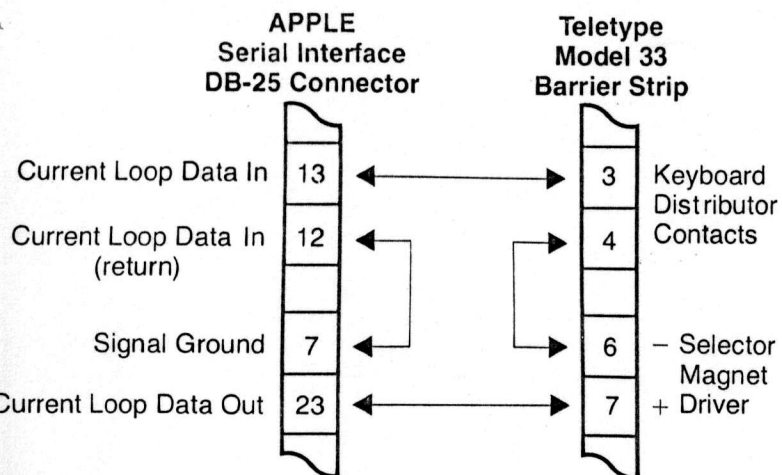 APPLE
Serial Interface
DB-25 Connector
Teletype
Model 33
Barrier Strip
Current Loop Data In
13
3
Keyboard
Distributor
Contacts
Current Loop Data In
(return)
12
4
Signal Ground
7
6
− Selector
Magnet
+ Driver
Current Loop Data Out
23
7